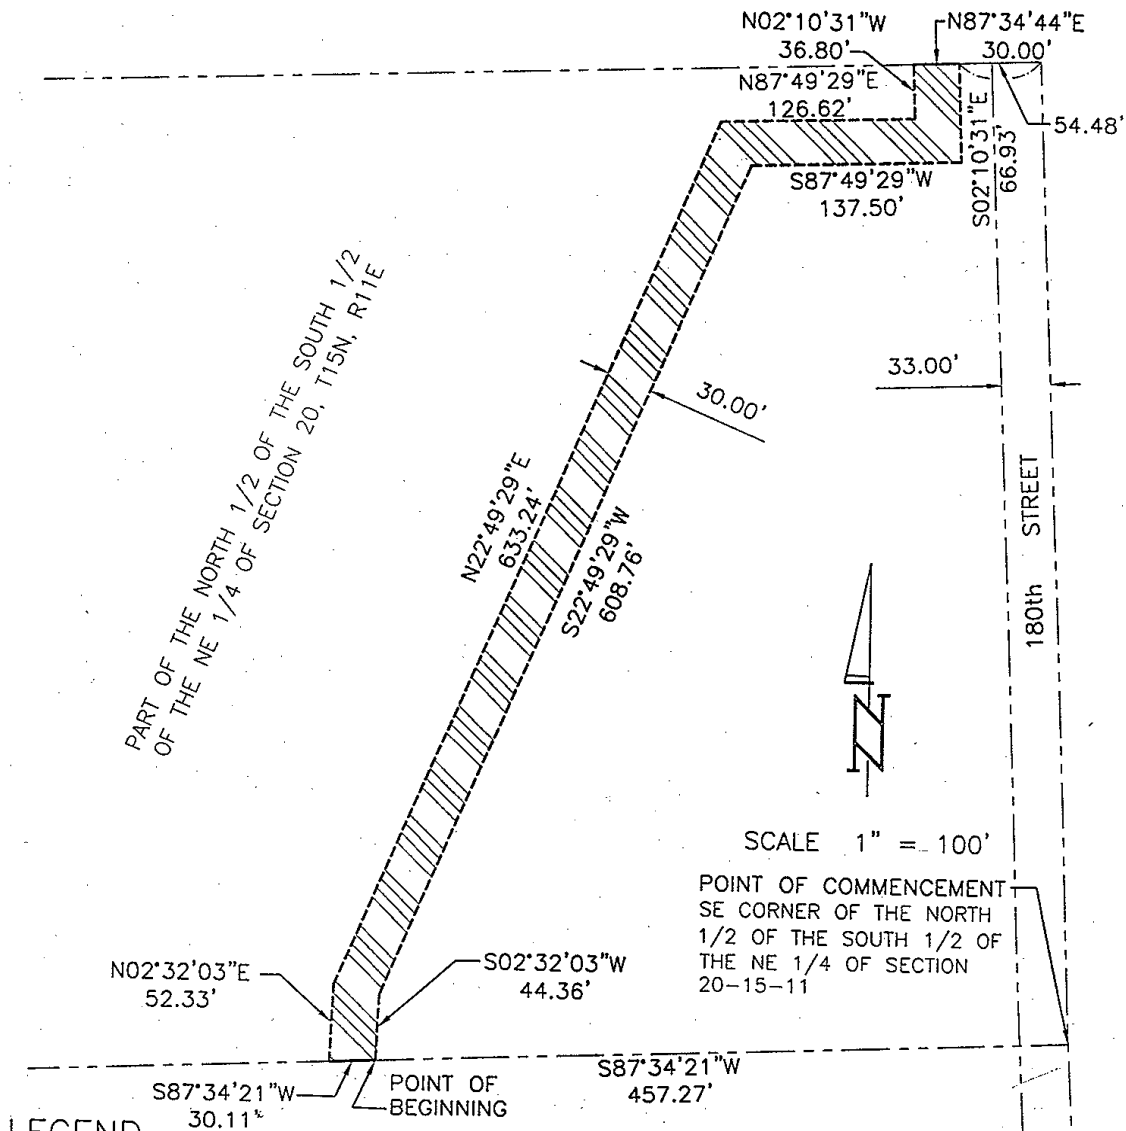 N02°10'31"W
36.80'
N87°34'44"E
30.00'
N87°49'29"E
126.62'
54.48'
S02°10'31"E
66.93'
S87°49'29"W
137.50'
PART OF THE NORTH 1/2 OF THE SOUTH 1/2
OF THE NE 1/4 OF SECTION 20, T15N, R11E
33.00'
30.00'
N22°49'29"E
633.24'
S22°49'29"W
608.76'
180th STREET
N
SCALE 1" = 100'
POINT OF COMMENCEMENT
SE CORNER OF THE NORTH
1/2 OF THE SOUTH 1/2 OF
THE NE 1/4 OF SECTION
20-15-11
N02°32'03"E
52.33'
S02°32'03"W
44.36'
S87°34'21"W
30.11'
POINT OF
BEGINNING
S87°34'21"W
457.27'
LEGEND